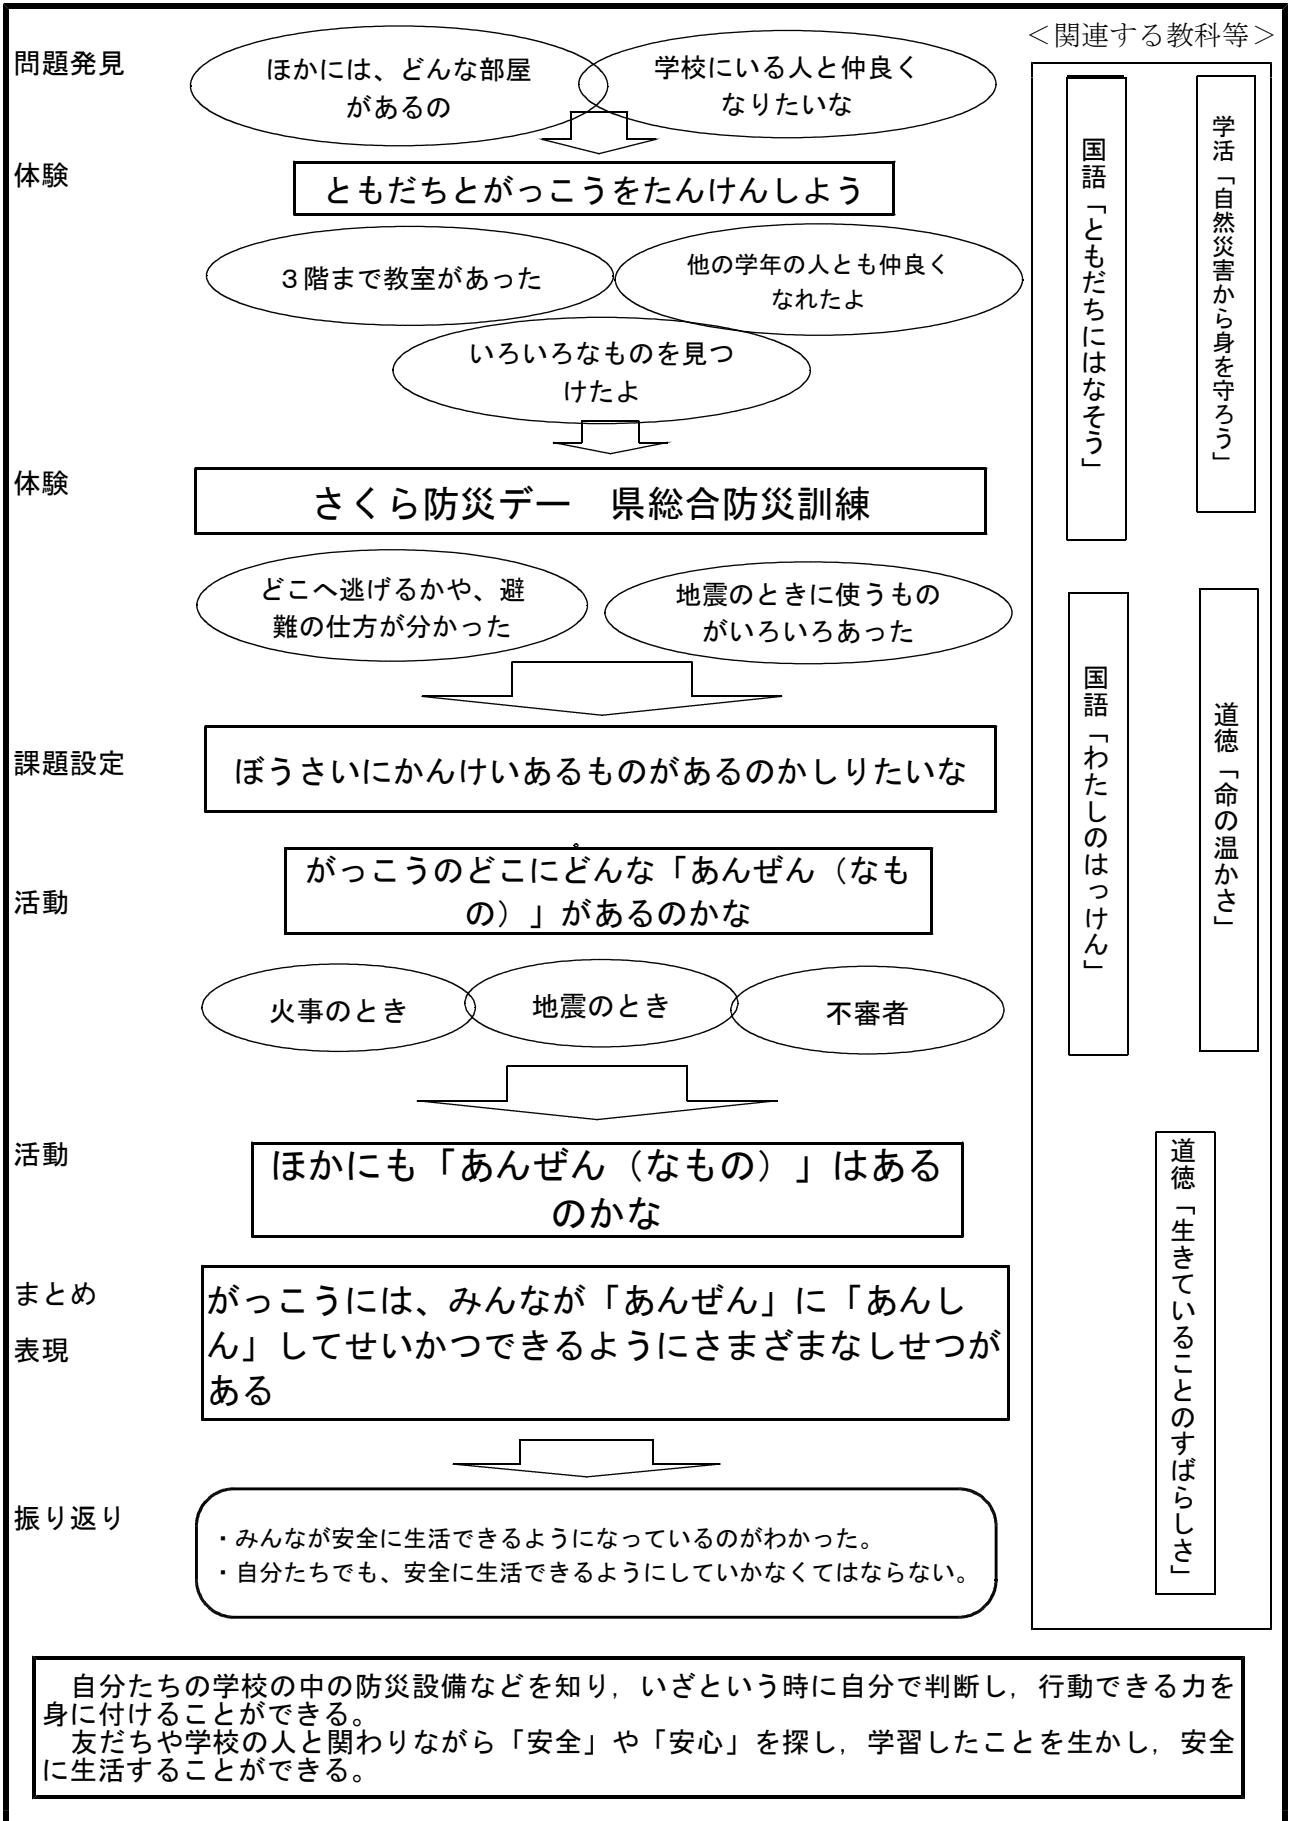 ＜関連する教科等＞
問題発見
ほかには、どんな部屋
があるの
学校にいる人と仲良く
なりたいな
体験
ともだちとがっこうをたんけんしよう
３階まで教室があった
他の学年の人とも仲良く
なれたよ
いろいろなものを見つ
けたよ
体験
さくら防災デー　県総合防災訓練
どこへ逃げるかや、避
難の仕方が分かった
地震のときに使うもの
がいろいろあった
課題設定
ぼうさいにかんけいあるものがあるのかしりたいな
活動
がっこうのどこにどんな「あんぜん（なも
の）」があるのかな
火事のとき
地震のとき
不審者
活動
ほかにも「あんぜん（なもの）」はある
のかな
まとめ
表現
がっこうには、みんなが「あんぜん」に「あんし
ん」してせいかつできるようにさまざまなしせつが
ある
振り返り
・みんなが安全に生活できるようになっているのがわかった。
・自分たちでも、安全に生活できるようにしていかなくてはならない。
学活「自然災害から身を守ろう」
国語「ともだちにはなそう」
道徳「命の温かさ」
国語「わたしのはっけん」
道徳「生きていることのすばらしさ」
自分たちの学校の中の防災設備などを知り，いざという時に自分で判断し，行動できる力を
身に付けることができる。
友だちや学校の人と関わりながら「安全」や「安心」を探し，学習したことを生かし，安全
に生活することができる。